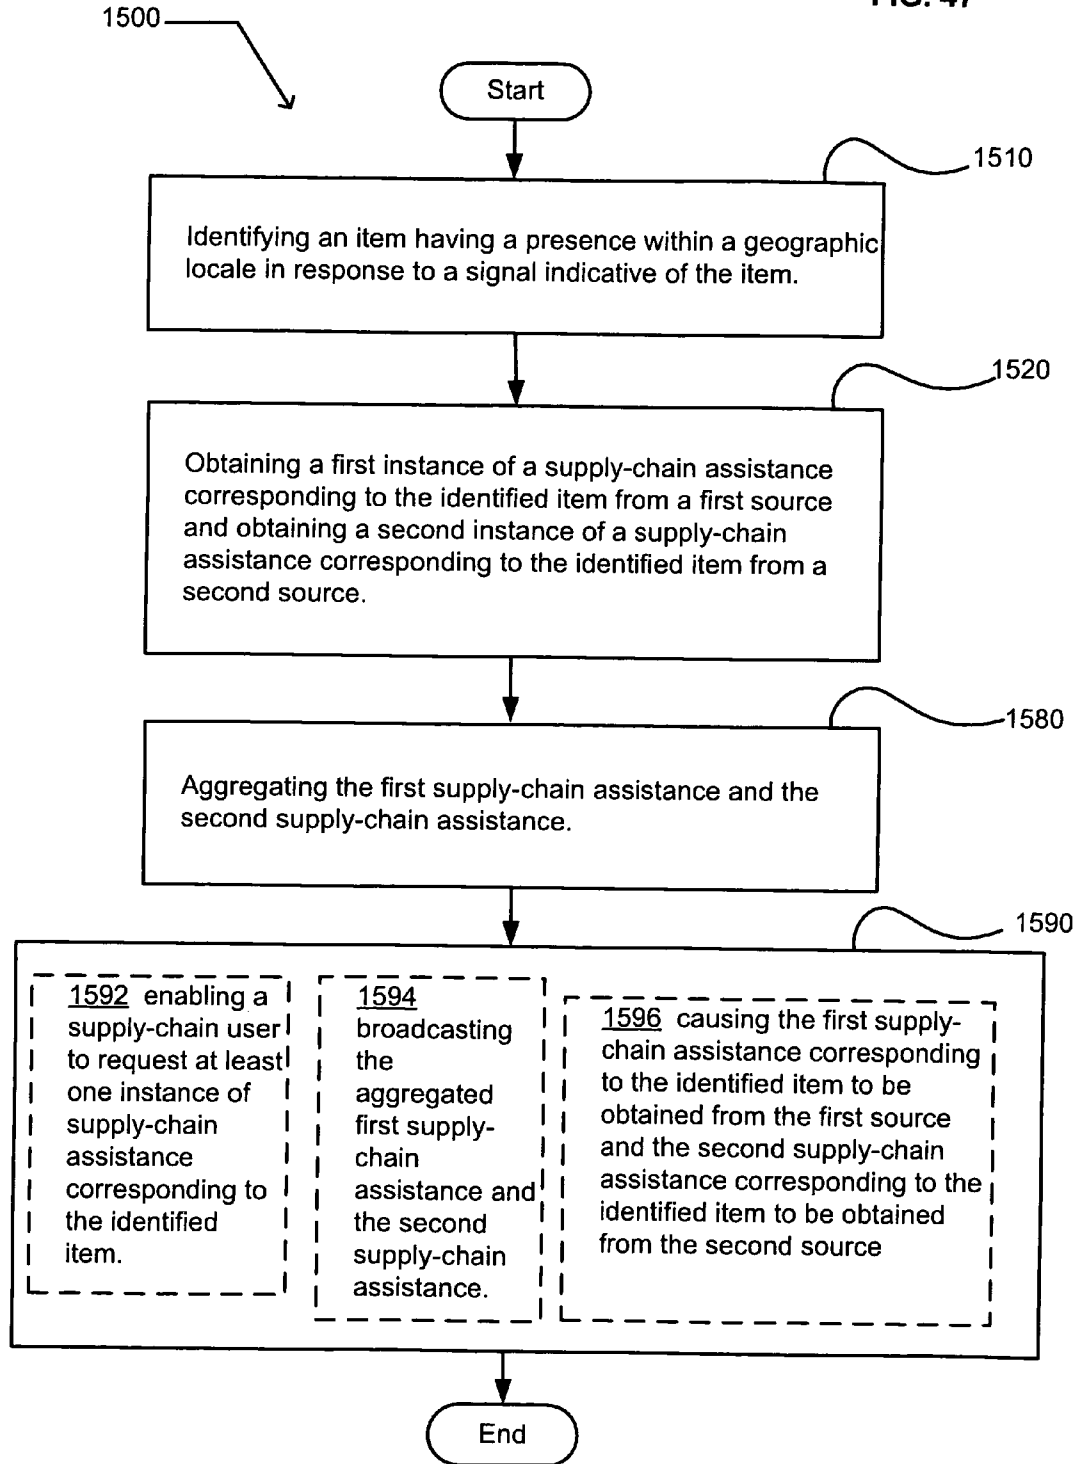 1500
Start
1510
Identifying an item having a presence within a geographic
locale in response to a signal indicative of the item.
1520
Obtaining a first instance of a supply-chain assistance
corresponding to the identified item from a first source
and obtaining a second instance of a supply-chain
assistance corresponding to the identified item from a
second source.
1580
Aggregating the first supply-chain assistance and the
second supply-chain assistance.
1590
1592 enabling a
supply-chain user
to request at least
one instance of
supply-chain
assistance
corresponding to
the identified
item.
1594
broadcasting
the
aggregated
first supply-
chain
assistance and
the second
supply-chain
assistance.
1596 causing the first supply-
chain assistance corresponding
to the identified item to be
obtained from the first source
and the second supply-chain
assistance corresponding to the
identified item to be obtained
from the second source
End